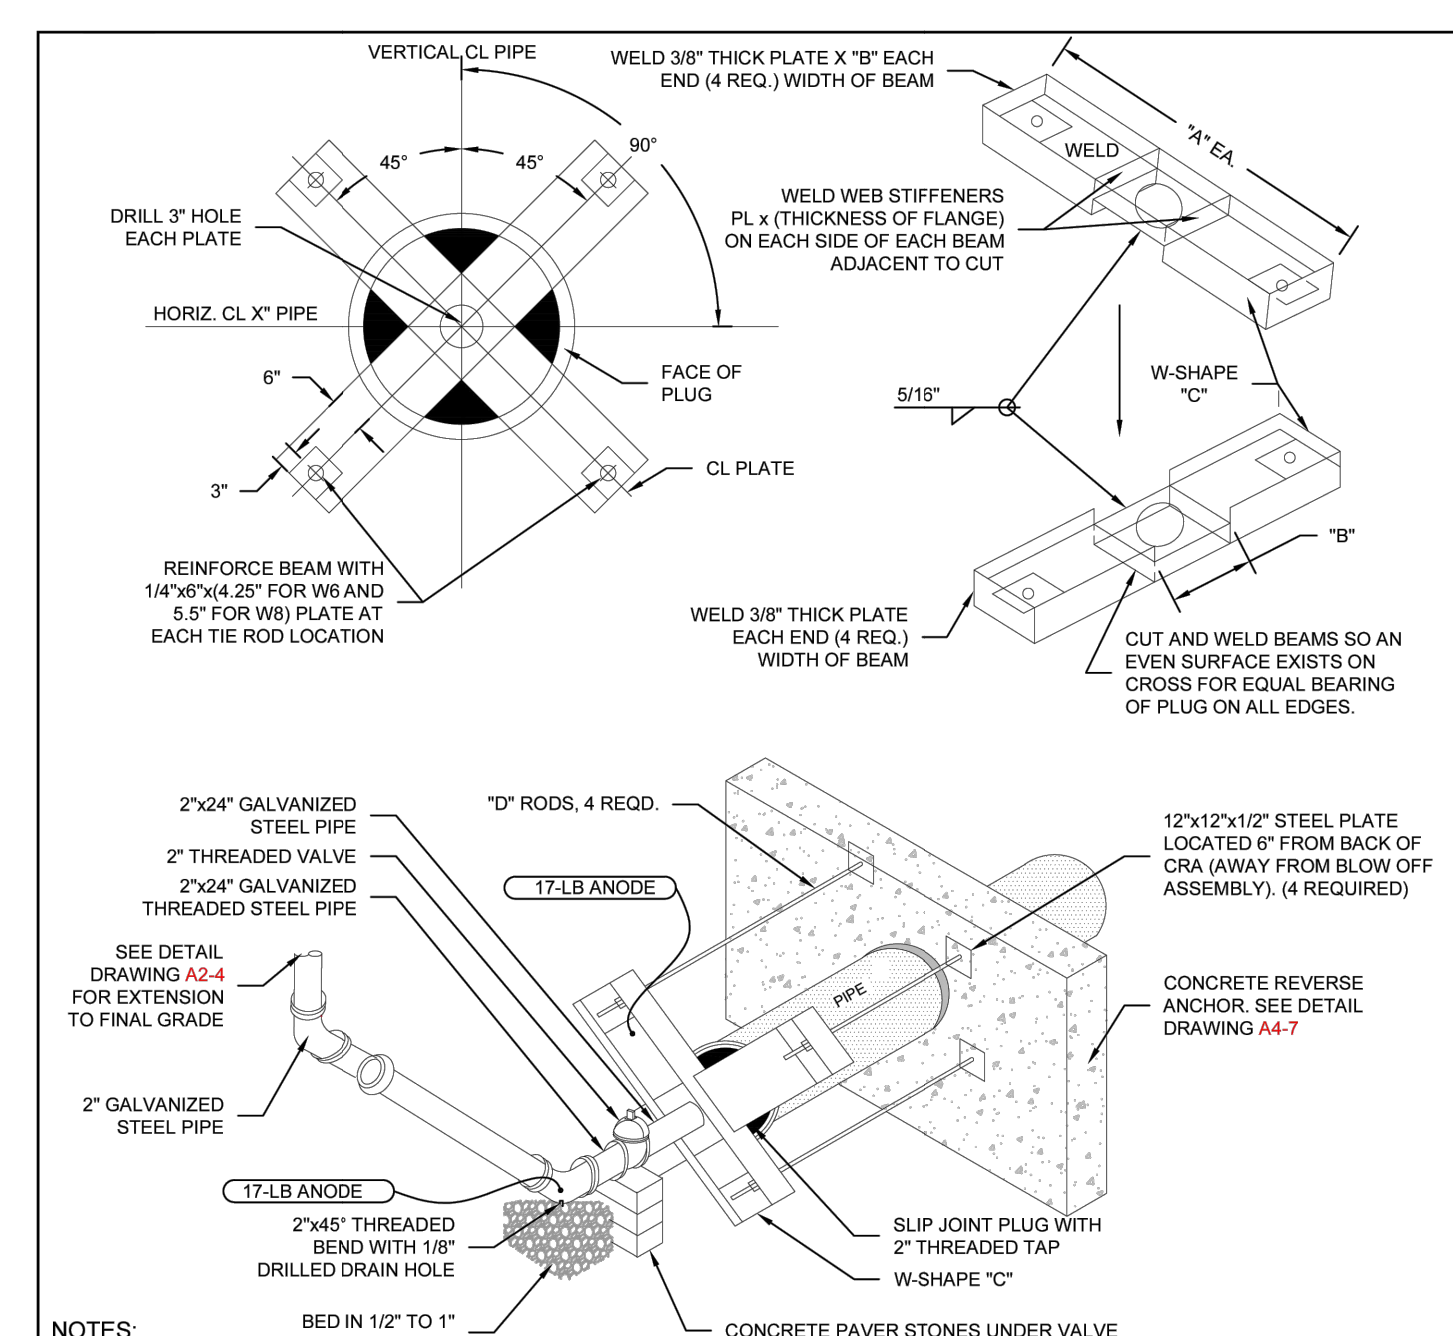 VERTICAL CL PIPE
WELD 3/8" THICK PLATE X "B" EACH
END (4 REQ.) WIDTH OF BEAM
"A" EA.
90°
45°
45°
WELD
DRILL 3" HOLE
EACH PLATE
WELD WEB STIFFENERS
PL x (THICKNESS OF FLANGE)
ON EACH SIDE OF EACH BEAM
ADJACENT TO CUT
HORIZ. CL X" PIPE
FACE OF
PLUG
6"
3"
CL PLATE
W-SHAPE
"C"
5/16"
"B"
REINFORCE BEAM WITH
1/4"x6"x(4.25" FOR W6 AND
5.5" FOR W8) PLATE AT
EACH TIE ROD LOCATION
WELD 3/8" THICK PLATE
EACH END (4 REQ.)
WIDTH OF BEAM
CUT AND WELD BEAMS SO AN
EVEN SURFACE EXISTS ON
CROSS FOR EQUAL BEARING
OF PLUG ON ALL EDGES.
2"x24" GALVANIZED
STEEL PIPE
2" THREADED VALVE
2"x24" GALVANIZED
THREADED STEEL PIPE
"D" RODS, 4 REQD.
17-LB ANODE
12"x12"x1/2" STEEL PLATE
LOCATED 6" FROM BACK OF
CRA (AWAY FROM BLOW OFF
ASSEMBLY). (4 REQUIRED)
SEE DETAIL
DRAWING A2-4
FOR EXTENSION
TO FINAL GRADE
PIPE
CONCRETE REVERSE
ANCHOR. SEE DETAIL
DRAWING A4-7
2" GALVANIZED
STEEL PIPE
17-LB ANODE
2"x45° THREADED
BEND WITH 1/8"
DRILLED DRAIN HOLE
SLIP JOINT PLUG WITH
2" THREADED TAP
W-SHAPE "C"
BED IN 1/2" TO 1"
CONCRETE PAVER STONES UNDER VALVE
NOTES: